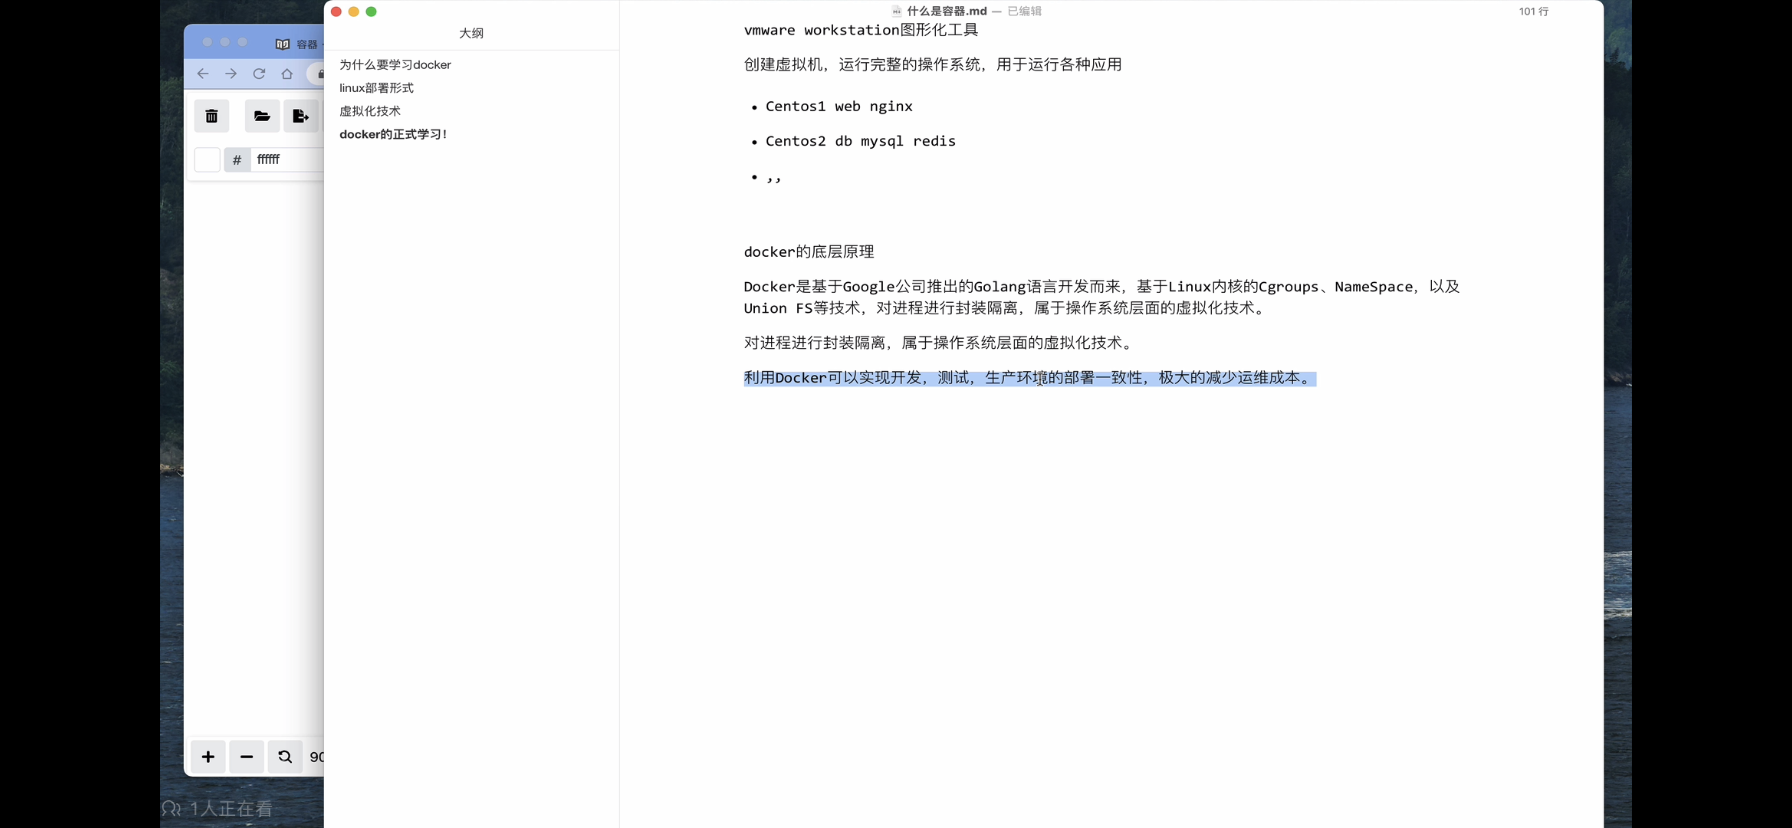 什么是容器.md — 已编辑
101 行
容器
大纲
为什么要学习docker
linux部署形式
虚拟化技术
docker的正式学习!
# ffffff
vmware workstation图形化工具
创建虚拟机，运行完整的操作系统，用于运行各种应用
• Centos1 web nginx
• Centos2 db mysql redis
• ,,
docker的底层原理
Docker是基于Google公司推出的Golang语言开发而来，基于Linux内核的Cgroups、NameSpace，以及
Union FS等技术，对进程进行封装隔离，属于操作系统层面的虚拟化技术。
对进程进行封装隔离，属于操作系统层面的虚拟化技术。
利用Docker可以实现开发，测试，生产环境的部署一致性，极大的减少运维成本。
90
1人正在看